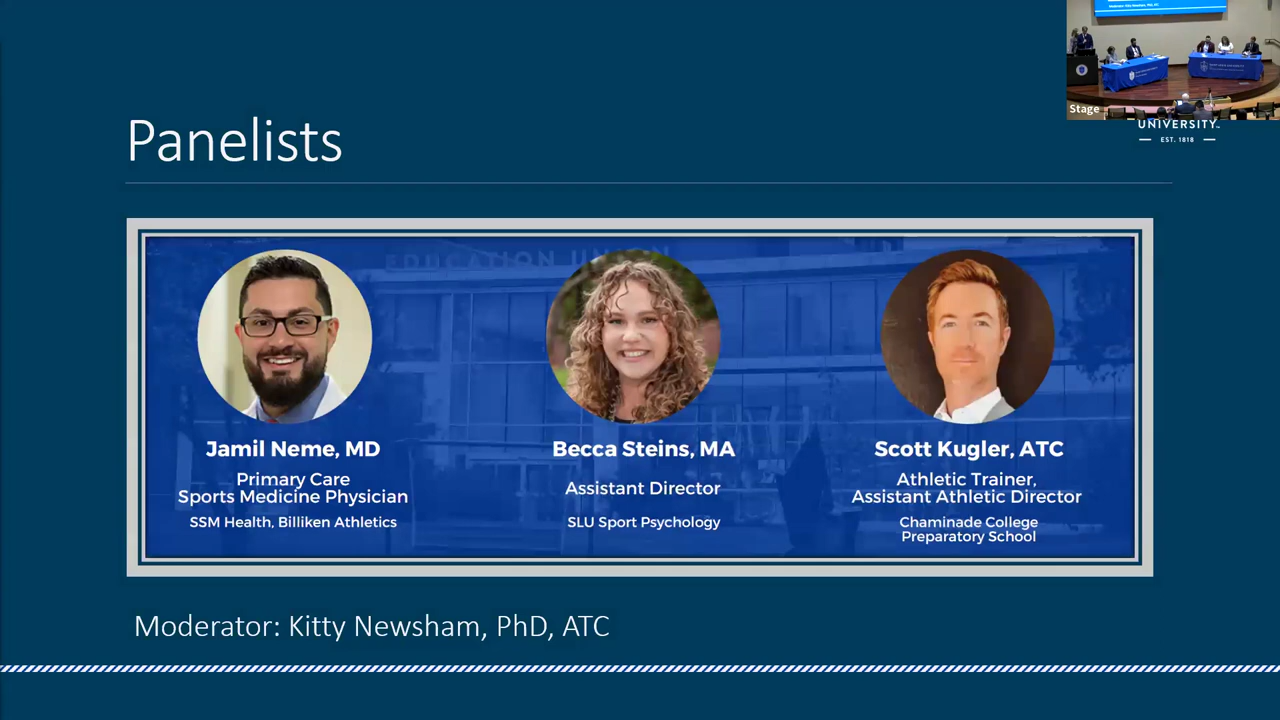 Stage
UNIVERSITY
EST. 1818
Panelists
EDUCATION UNION
Jamil Neme, MD
Primary Care
Sports Medicine Physician
SSM Health, Billiken Athletics
Becca Steins, MA
Assistant Director
SLU Sport Psychology
Scott Kugler, ATC
Athletic Trainer,
Assistant Athletic Director
Chaminade College
Preparatory School
Moderator: Kitty Newsham, PhD, ATC